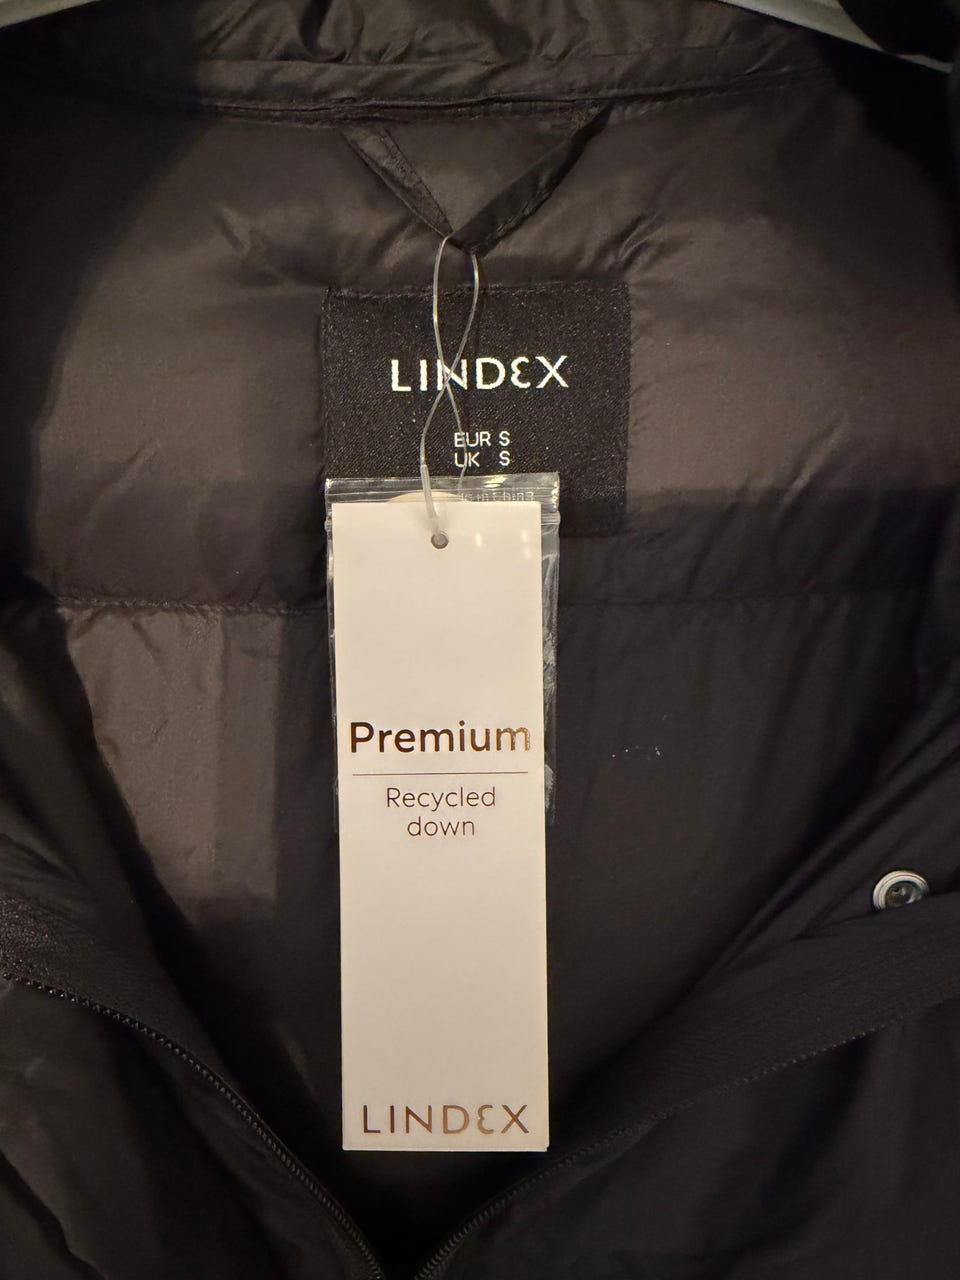 LINDEX
EUR S
UK S
Premium
Recycled
down
LINDEX